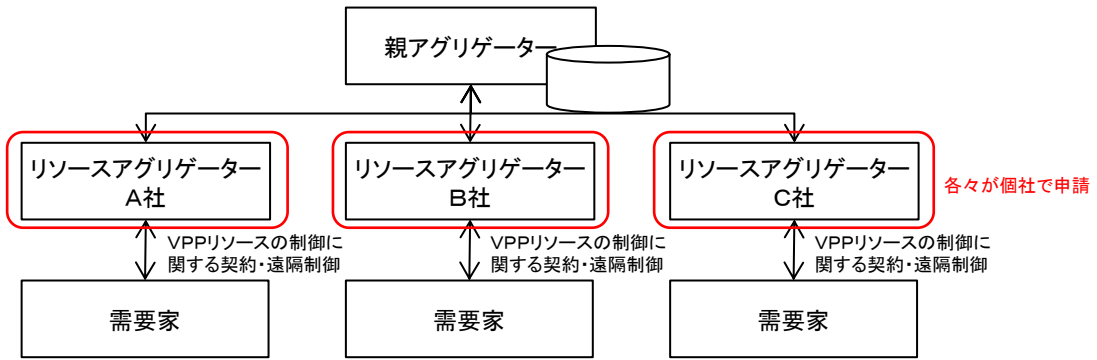 親アグリゲーター
リソースアグリゲーター
A社
リソースアグリゲーター
B社
リソースアグリゲーター
C社
各々が個社で申請
VPPリソースの制御に
関する契約・遠隔制御
VPPリソースの制御に
関する契約・遠隔制御
VPPリソースの制御に
関する契約・遠隔制御
需要家
需要家
需要家